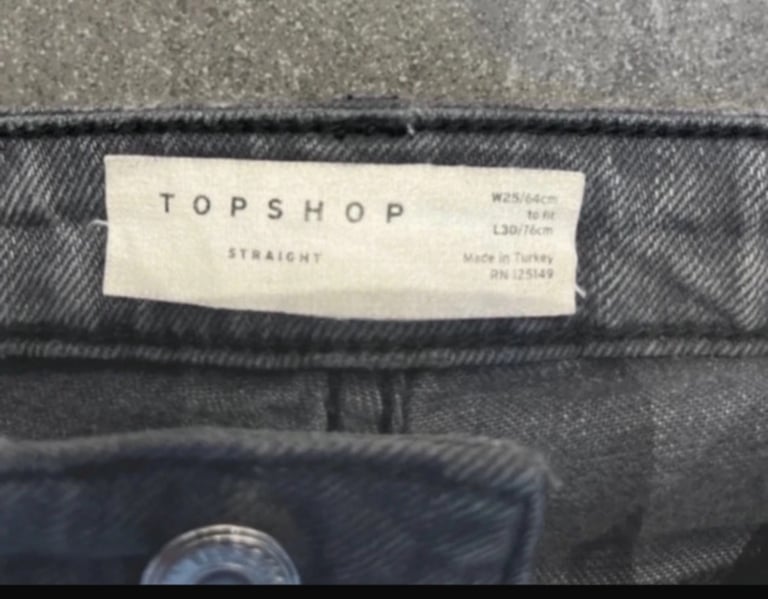 TOPSHOP
STRAIGHT
W25/64cm
to fit
L30/76cm
Made in Turkey
RN 125149